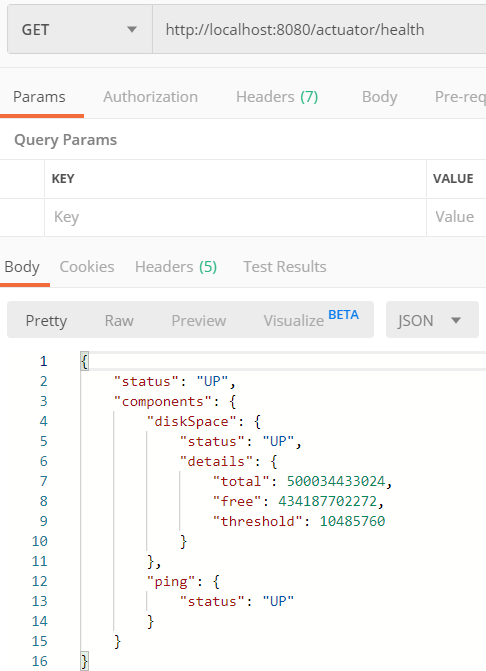 GET http://localhost:8080/actuator/health
Params Authorization Headers (7) Body Pre-req
Query Params
KEY VALUE
Key Value
Body Cookies Headers (5) Test Results
Pretty Raw Preview Visualize BETA JSON
1 {
2 "status": "UP",
3 "components": {
4 "diskSpace": {
5 "status": "UP",
6 "details": {
7 "total": 500034433024,
8 "free": 434187702272,
9 "threshold": 10485760
10 }
11 },
12 "ping": {
13 "status": "UP"
14 }
15 }
16 }